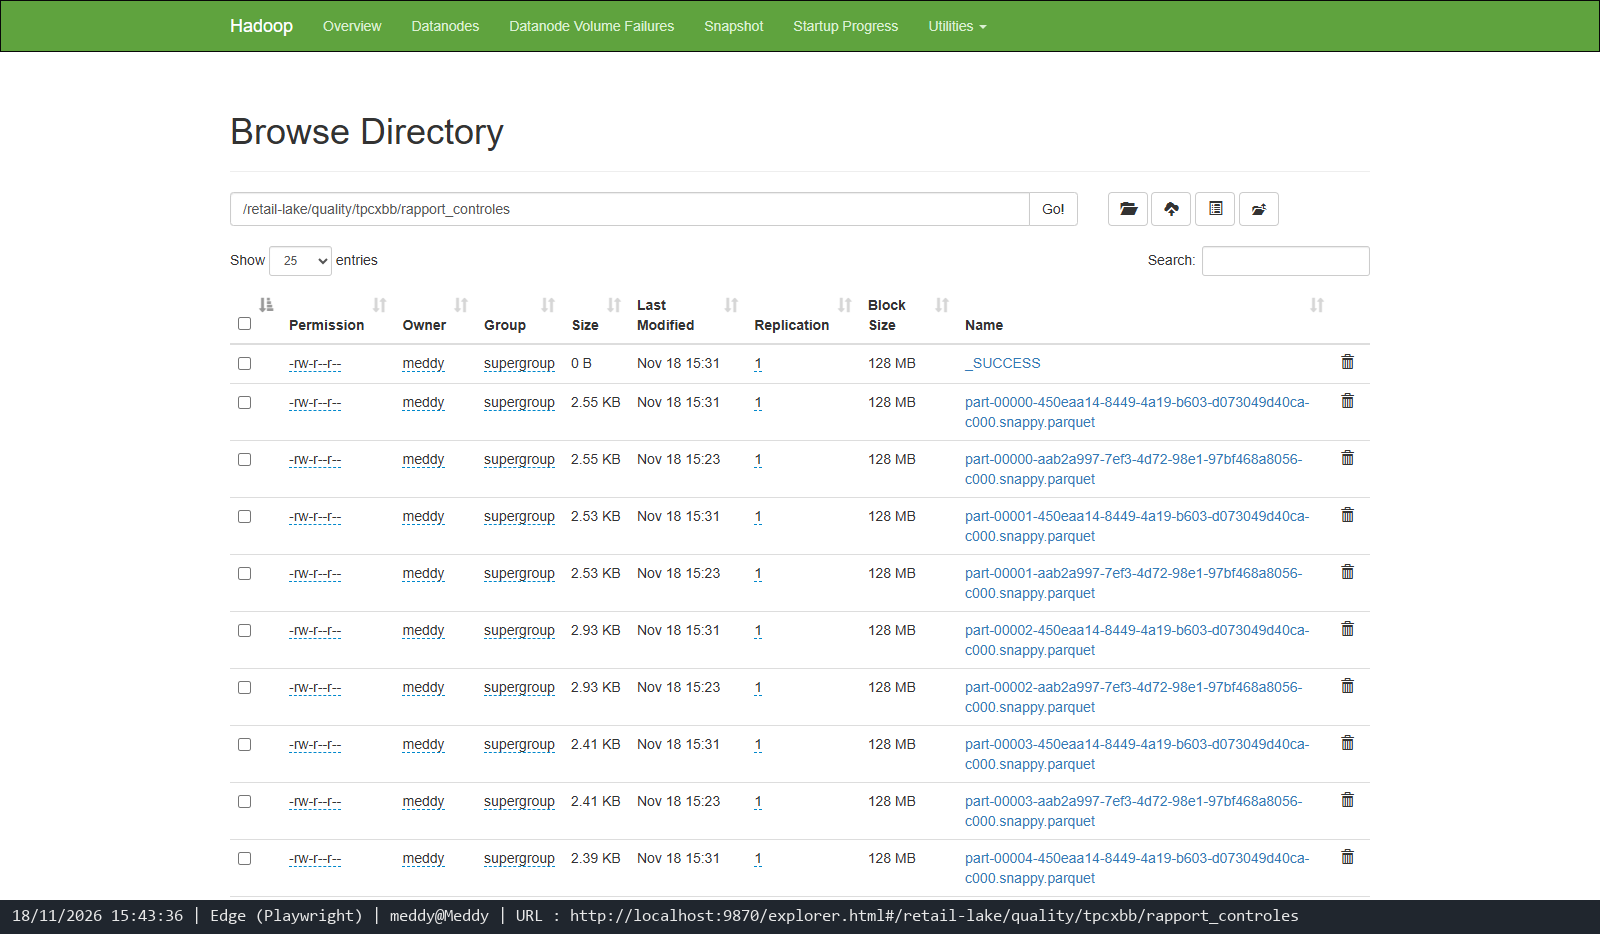 Hadoop Overview Datanodes Datanode Volume Failures Snapshot Startup Progress Utilities
Browse Directory
/retail-lake/quality/tpcxbb/rapport_controles Go!
Show 25 entries Search:
Permission Owner Group Size Last Modified Replication Block Size Name
-rw-r--r-- meddy supergroup 0 B Nov 18 15:31 1 128 MB _SUCCESS
-rw-r--r-- meddy supergroup 2.55 KB Nov 18 15:31 1 128 MB part-00000-450eaa14-8449-4a19-b603-d073049d40ca-
c000.snappy.parquet
-rw-r--r-- meddy supergroup 2.55 KB Nov 18 15:23 1 128 MB part-00000-aab2a997-7ef3-4d72-98e1-97bf468a8056-
c000.snappy.parquet
-rw-r--r-- meddy supergroup 2.53 KB Nov 18 15:31 1 128 MB part-00001-450eaa14-8449-4a19-b603-d073049d40ca-
c000.snappy.parquet
-rw-r--r-- meddy supergroup 2.53 KB Nov 18 15:23 1 128 MB part-00001-aab2a997-7ef3-4d72-98e1-97bf468a8056-
c000.snappy.parquet
-rw-r--r-- meddy supergroup 2.93 KB Nov 18 15:31 1 128 MB part-00002-450eaa14-8449-4a19-b603-d073049d40ca-
c000.snappy.parquet
-rw-r--r-- meddy supergroup 2.93 KB Nov 18 15:23 1 128 MB part-00002-aab2a997-7ef3-4d72-98e1-97bf468a8056-
c000.snappy.parquet
-rw-r--r-- meddy supergroup 2.41 KB Nov 18 15:31 1 128 MB part-00003-450eaa14-8449-4a19-b603-d073049d40ca-
c000.snappy.parquet
-rw-r--r-- meddy supergroup 2.41 KB Nov 18 15:23 1 128 MB part-00003-aab2a997-7ef3-4d72-98e1-97bf468a8056-
c000.snappy.parquet
-rw-r--r-- meddy supergroup 2.39 KB Nov 18 15:31 1 128 MB part-00004-450eaa14-8449-4a19-b603-d073049d40ca-
c000.snappy.parquet
18/11/2026 15:43:36 | Edge (Playwright) | meddy@Meddy | URL : http://localhost:9870/explorer.html#/retail-lake/quality/tpcxbb/rapport_controles